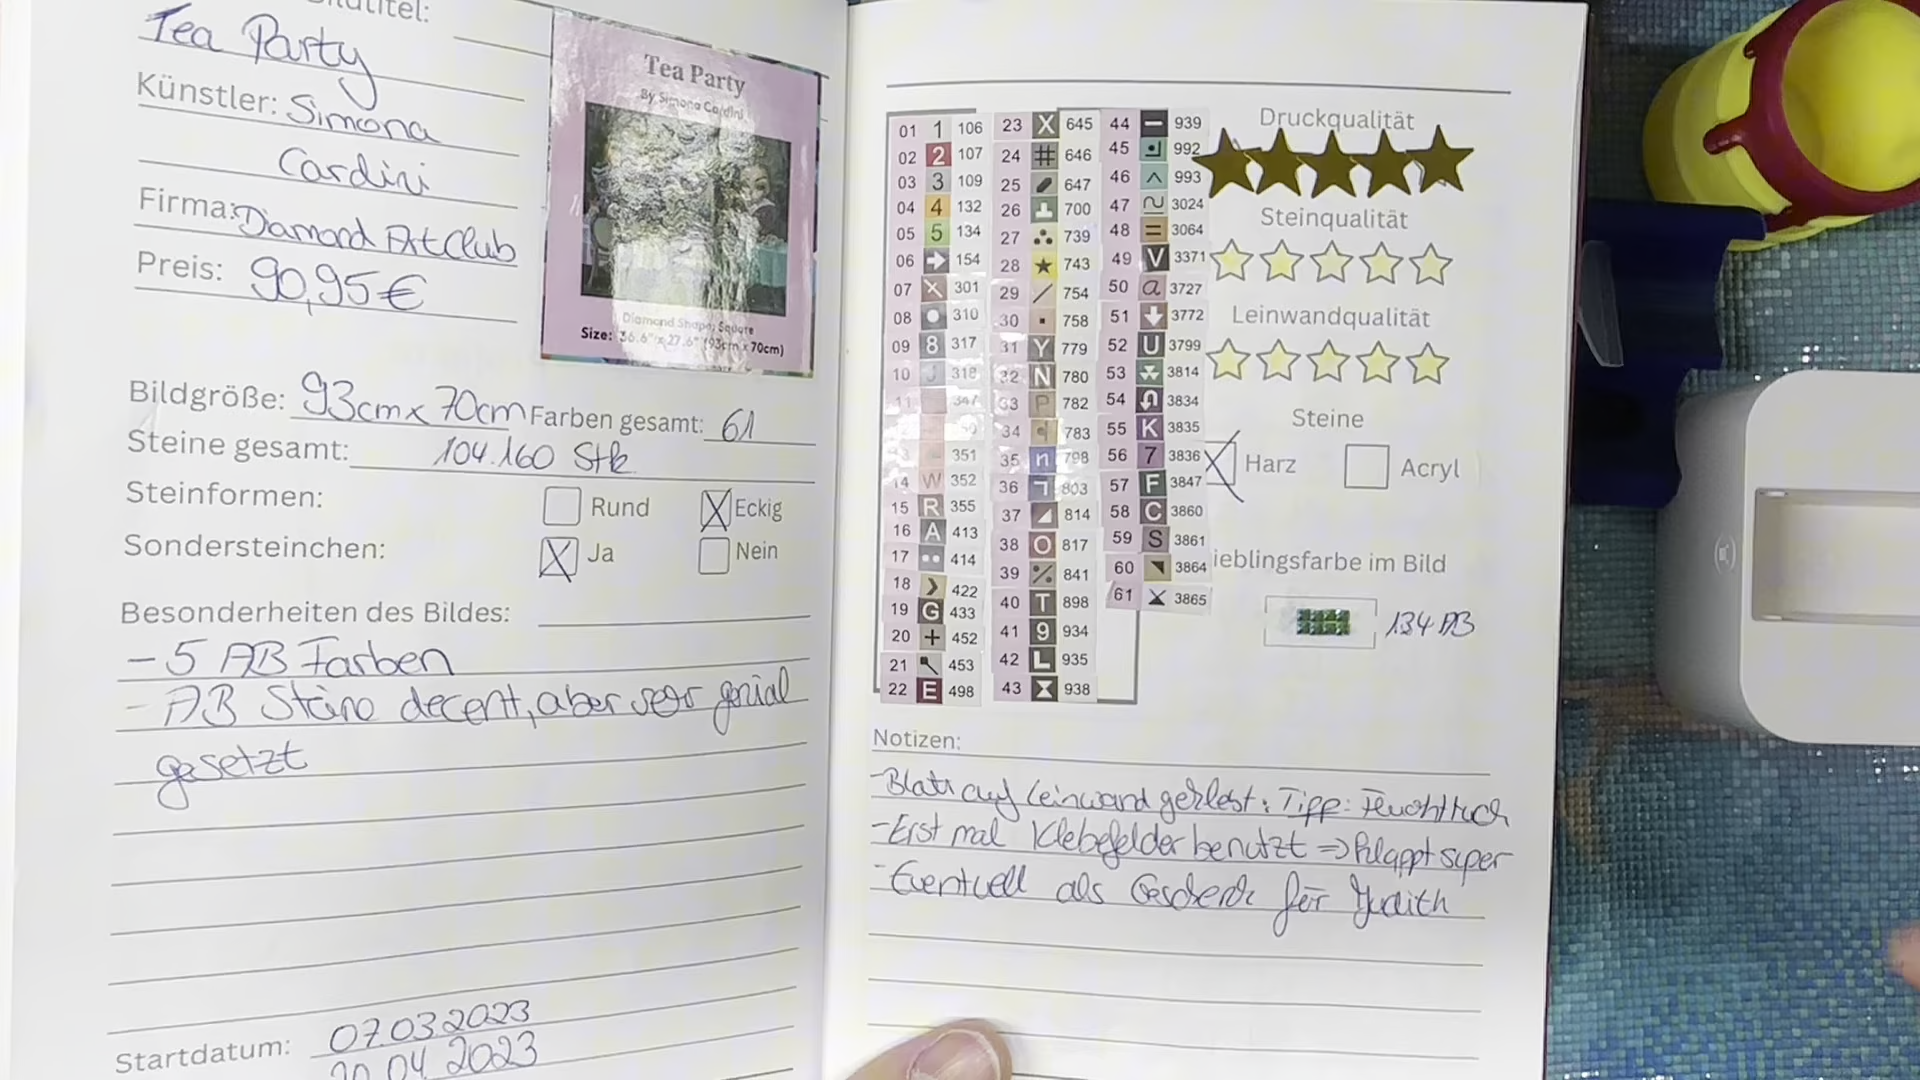 Tea Party
Künstler: Simona
Cardini
Firma: Diamond Art Club
Preis: 90,95€
Tea Party
By Simona Cardini
Diamond Shape: Square
Size: 36.6" x 27.6" (93cm x 70cm)
Bildgröße: 93cm x 70cm Farben gesamt: 61
Steine gesamt: 104.160 Stk
Steinformen: Rund X Eckig
Sondersteinchen: X Ja Nein
Besonderheiten des Bildes:
- 5 AB Farben
- AB Steine decent, aber sehr genial
gesetzt
Startdatum: 07.03.2023
04 2023
01 1 106
02 2 107
03 3 109
04 4 132
05 5 134
06 154
07 301
08 310
09 8 317
10 J 318
347
351
14 W 352
15 R 355
16 A 413
17 414
18 422
19 G 433
20 + 452
21 453
22 E 498
23 X 645
24 # 646
25 647
26 700
27 739
28 ★ 743
29 / 754
30 758
31 Y 779
32 N 780
33 P 782
34 783
35 n 798
36 803
37 814
38 O 817
39 841
40 T 898
41 9 934
42 L 935
43 938
44 – 939
45 992
46 ^ 993
47 3024
48 = 3064
49 V 3371
50 a 3727
51 3772
52 U 3799
53 3814
54 3834
55 K 3835
56 7 3836
57 F 3847
58 C 3860
59 S 3861
60 3864
61 3865
Druckqualität
Steinqualität
Leinwandqualität
Steine
X Harz Acryl
ieblingsfarbe im Bild
134 AB
Notizen:
- Blatt auf Leinwand geklebt: Tipp: Feuchttuch
- Erst mal Klebefelder benutzt => klappt super
- Eventuell als Geschenk für Judith